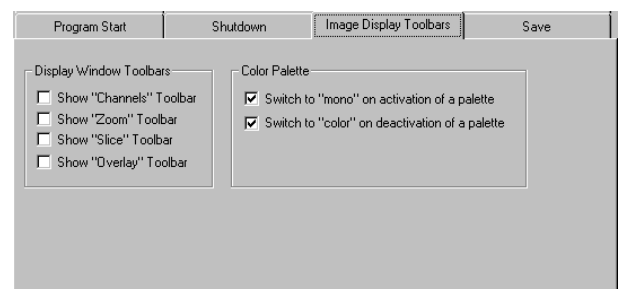 Program Start
Shutdown
Image Display Toolbars
Save
Display Window Toolbars
Show "Channels" Toolbar
Show "Zoom" Toolbar
Show "Slice" Toolbar
Show "Overlay" Toolbar
Color Palette
Switch to "mono" on activation of a palette
Switch to "color" on deactivation of a palette